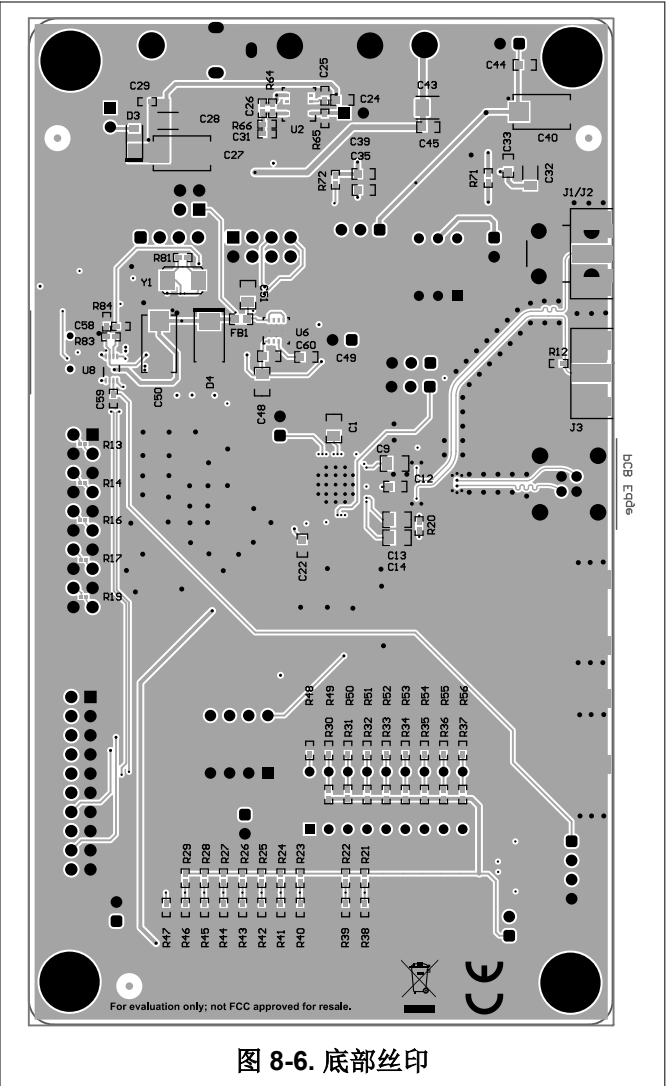 C44
C25
R64
C29
C43
C24
D3
C26
C28
U2
R66
R65
C31
C45
C40
C39
C33
C27
C35
R72
R71
C32
J1/J2
R81
Y1
R84
C58
FB1
U6
R83
C60
C49
R12
U8
D4
C59
C50
C48
C1
J3
R13
C9
PCB Edge
R14
C12
R16
R20
C13
R17
C22
C14
R19
R48 R49 R50 R51 R52 R53 R54 R55 R56
R30 R31 R32 R33 R34 R35 R36 R37
R29 R28 R27 R26 R25 R24 R23 R22 R21
R47 R46 R45 R44 R43 R42 R41 R40 R39 R38
CE
For evaluation only; not FCC approved for resale.
图 8-6. 底部丝印